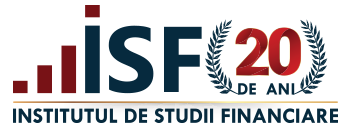 iSF 20
DE ANI
INSTITUTUL DE STUDII FINANCIARE